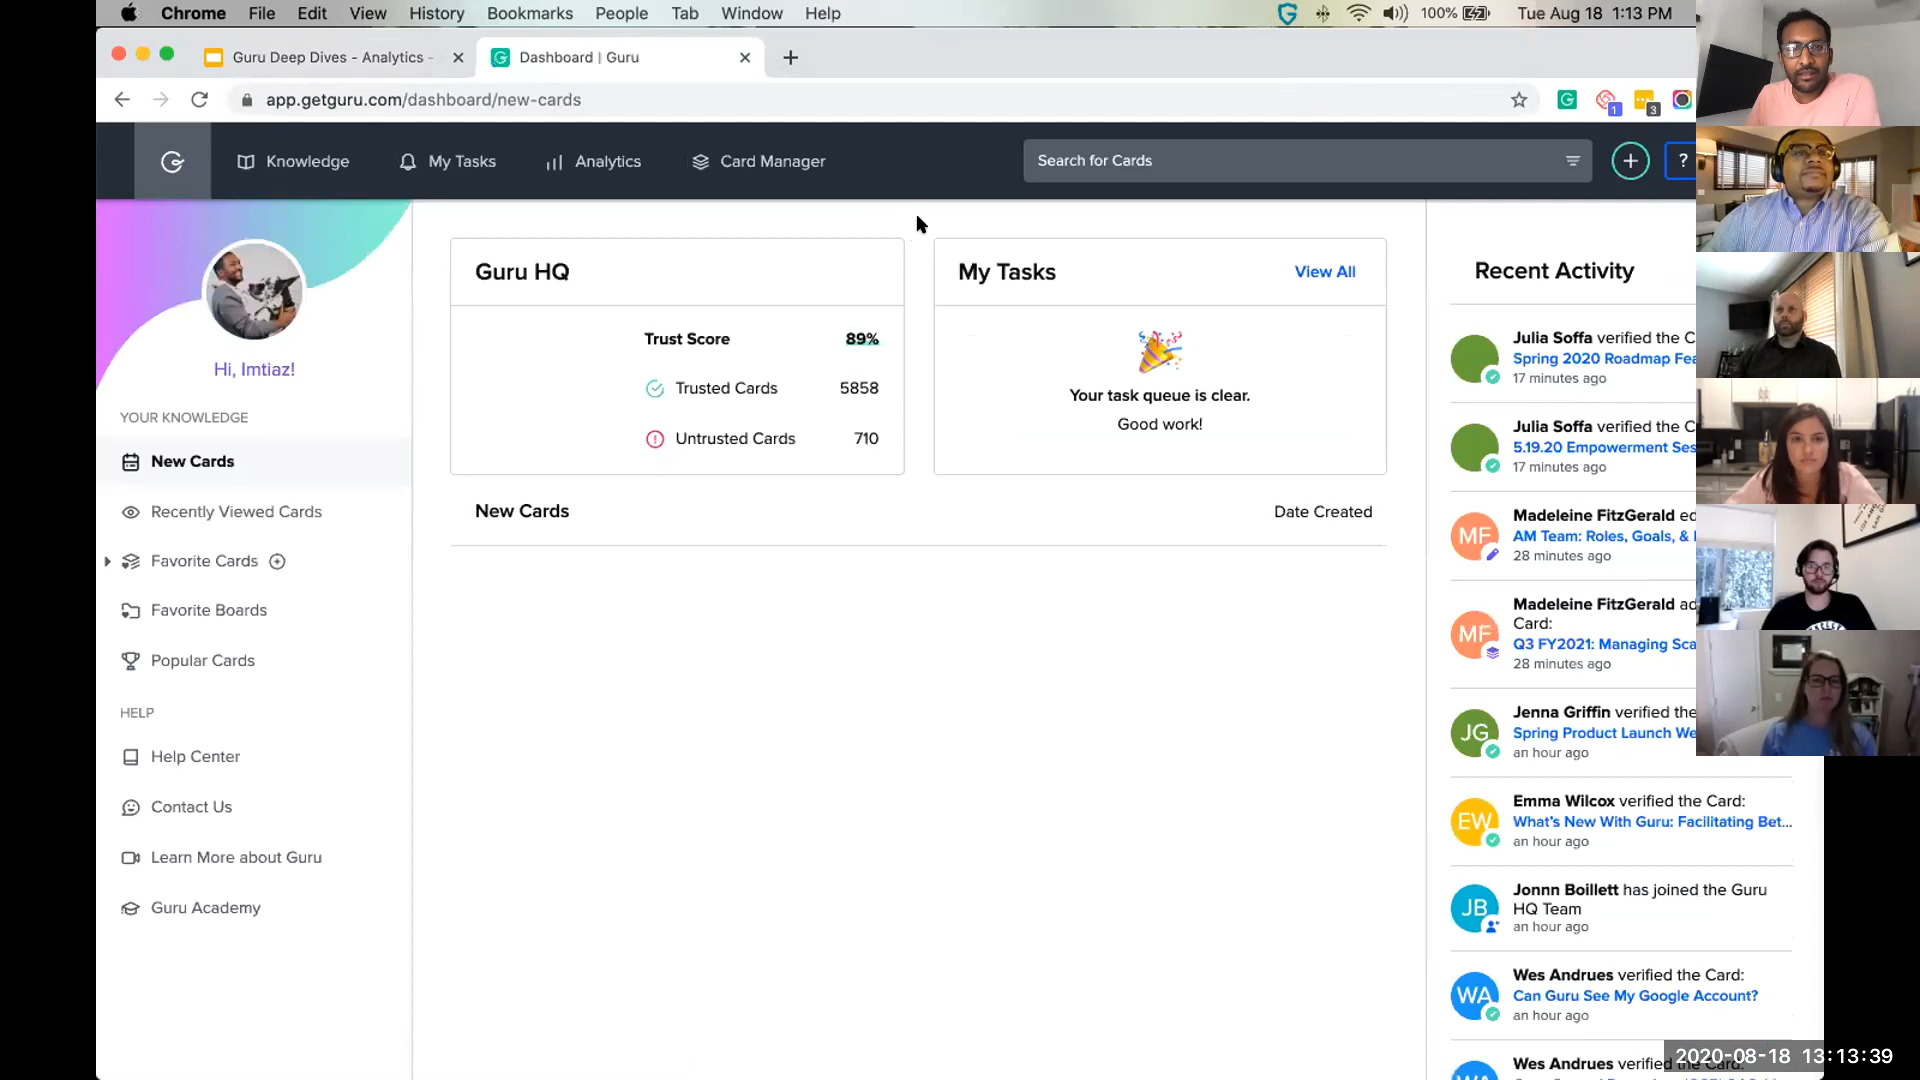 Chrome File Edit View History Bookmarks People Tab Window Help 100% Tue Aug 18 1:13 PM
Guru Deep Dives - Analytics - Dashboard | Guru
app.getguru.com/dashboard/new-cards 1 3
Knowledge My Tasks Analytics Card Manager Search for Cards + ?
Hi, Imtiaz!
YOUR KNOWLEDGE
New Cards
Recently Viewed Cards
Favorite Cards
Favorite Boards
Popular Cards
HELP
Help Center
Contact Us
Learn More about Guru
Guru Academy
Guru HQ
Trust Score 89%
Trusted Cards 5858
Untrusted Cards 710
My Tasks View All
Your task queue is clear.
Good work!
New Cards Date Created
Recent Activity
Julia Soffa verified the C
Spring 2020 Roadmap Fea
17 minutes ago
Julia Soffa verified the C
5.19.20 Empowerment Ses
17 minutes ago
MF
Madeleine FitzGerald ed
AM Team: Roles, Goals, &
28 minutes ago
MF
Madeleine FitzGerald ad
Card:
Q3 FY2021: Managing Sca
28 minutes ago
JG
Jenna Griffin verified the
Spring Product Launch We
an hour ago
EW
Emma Wilcox verified the Card:
What's New With Guru: Facilitating Bet...
an hour ago
JB
Jonnn Boillett has joined the Guru
HQ Team
an hour ago
WA
Wes Andrues verified the Card:
Can Guru See My Google Account?
an hour ago
Wes Andrues verified
2020-08-18 13:13:39